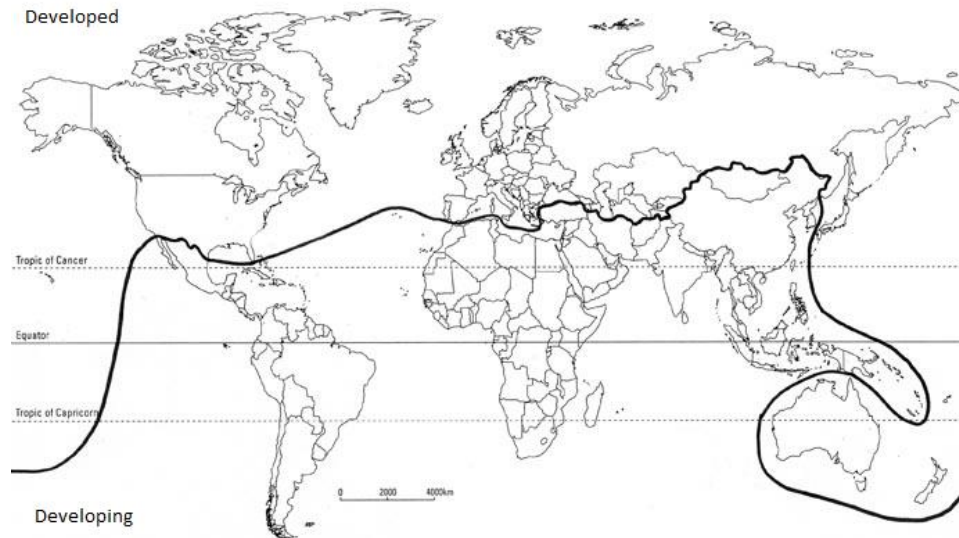 Developed
Tropic of Cancer
Equator
Tropic of Capricorn
0 2000 4000km
Developing